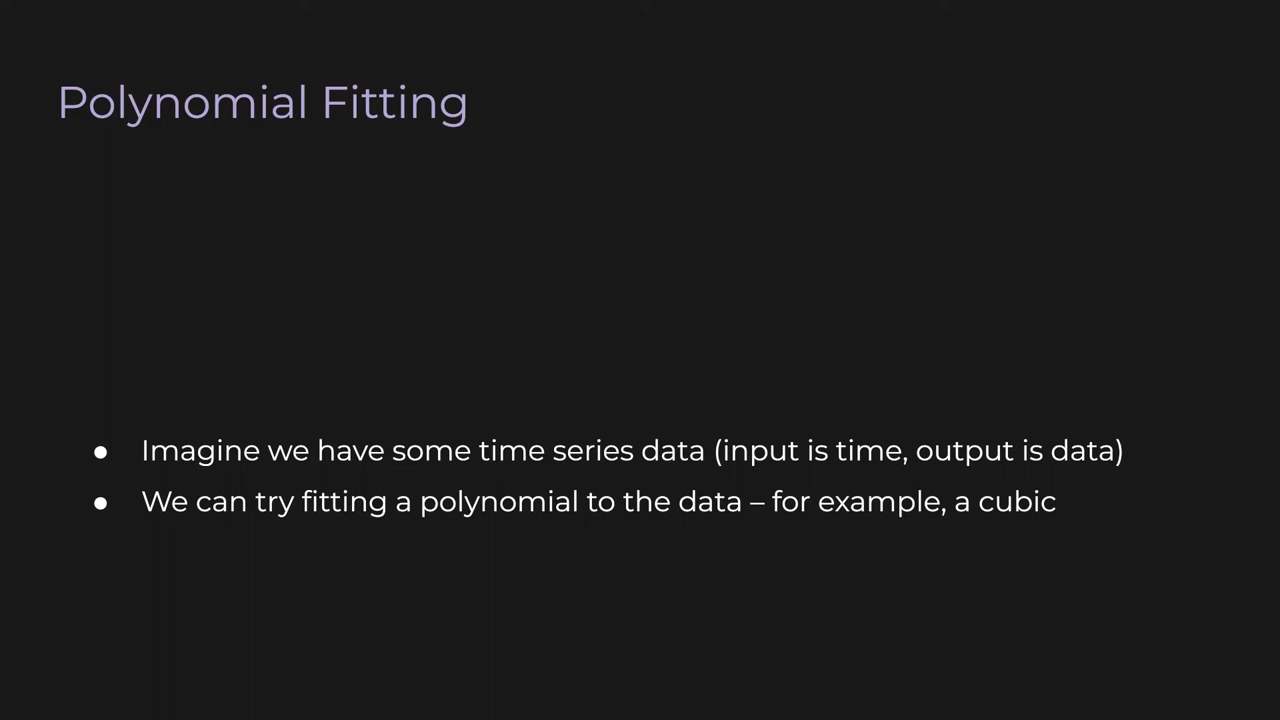 Polynomial Fitting
● Imagine we have some time series data (input is time, output is data)
● We can try fitting a polynomial to the data – for example, a cubic